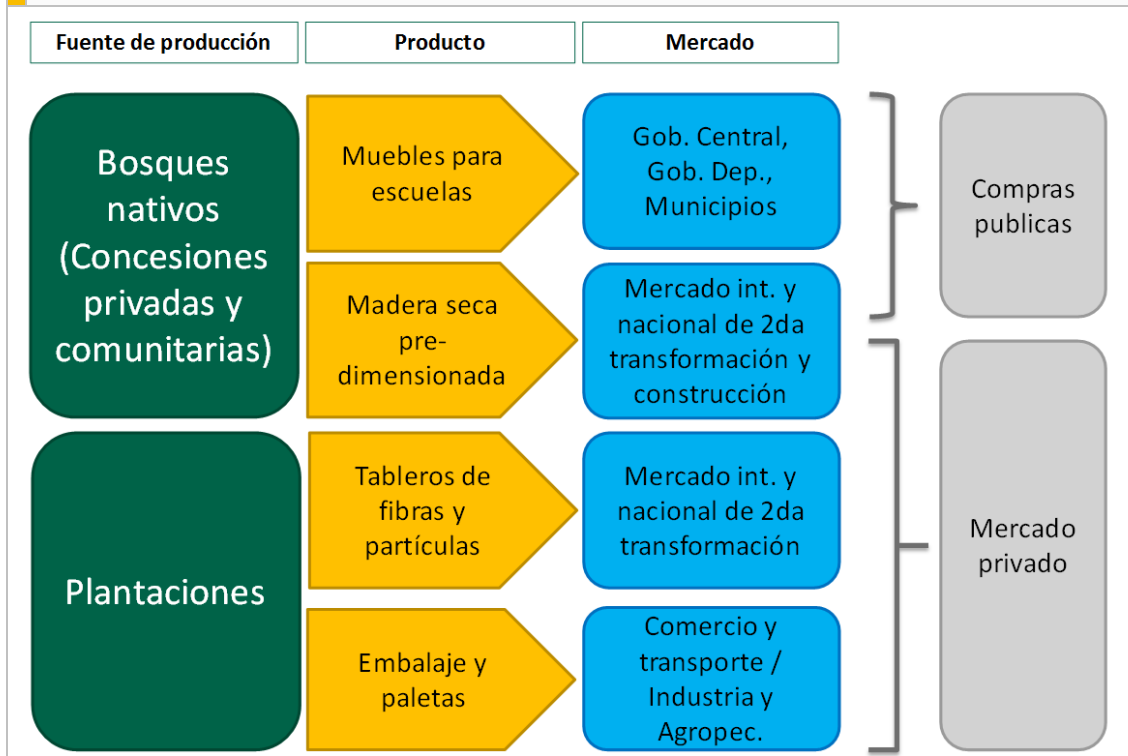 Fuente de producción
Producto
Mercado
Bosques
nativos
(Concesiones
privadas y
comunitarias)
Muebles para
escuelas
Gob. Central,
Gob. Dep.,
Municipios
Compras
publicas
Madera seca
pre-
dimensionada
Mercado int. y
nacional de 2da
transformación y
construcción
Plantaciones
Tableros de
fibras y
partículas
Mercado int. y
nacional de 2da
transformación
Mercado
privado
Embalaje y
paletas
Comercio y
transporte /
Industria y
Agropec.